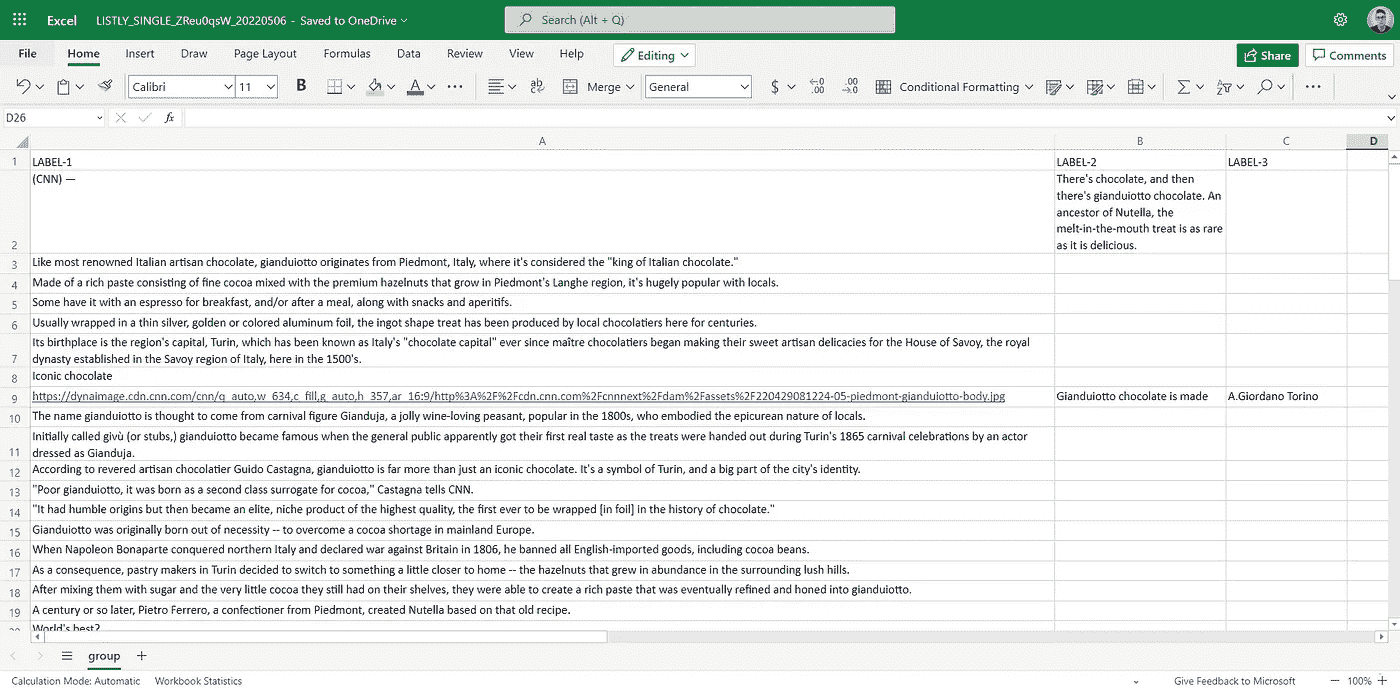 Excel LISTLY_SINGLE_ZReu0qsW_20220506 - Saved to OneDrive
Search (Alt + Q)
File Home Insert Draw Page Layout Formulas Data Review View Help Editing Share Comments
Calibri 11 B A ab Merge General $ .00 .00 Conditional Formatting
D26 fx
A B C D
1 LABEL-1 LABEL-2 LABEL-3
2 (CNN) —
There's chocolate, and then
there's gianduiotto chocolate. An
ancestor of Nutella, the
melt-in-the-mouth treat is as rare
as it is delicious.
3 Like most renowned Italian artisan chocolate, gianduiotto originates from Piedmont, Italy, where it's considered the "king of Italian chocolate."
4 Made of a rich paste consisting of fine cocoa mixed with the premium hazelnuts that grow in Piedmont's Langhe region, it's hugely popular with locals.
5 Some have it with an espresso for breakfast, and/or after a meal, along with snacks and aperitifs.
6 Usually wrapped in a thin silver, golden or colored aluminum foil, the ingot shape treat has been produced by local chocolatiers here for centuries.
Its birthplace is the region's capital, Turin, which has been known as Italy's "chocolate capital" ever since maître chocolatiers began making their sweet artisan delicacies for the House of Savoy, the royal
7 dynasty established in the Savoy region of Italy, here in the 1500's.
8 Iconic chocolate
9 https://dynaimage.cdn.cnn.com/cnn/q_auto,w_634,c_fill,g_auto,h_357,ar_16:9/http%3A%2F%2Fcdn.cnn.com%2Fcnnnext%2Fdam%2Fassets%2F220429081224-05-piedmont-gianduiotto-body.jpg Gianduiotto chocolate is made A.Giordano Torino
10 The name gianduiotto is thought to come from carnival figure Gianduja, a jolly wine-loving peasant, popular in the 1800s, who embodied the epicurean nature of locals.
Initially called givù (or stubs,) gianduiotto became famous when the general public apparently got their first real taste as the treats were handed out during Turin's 1865 carnival celebrations by an actor
11 dressed as Gianduja.
12 According to revered artisan chocolatier Guido Castagna, gianduiotto is far more than just an iconic chocolate. It's a symbol of Turin, and a big part of the city's identity.
13 "Poor gianduiotto, it was born as a second class surrogate for cocoa," Castagna tells CNN.
14 "It had humble origins but then became an elite, niche product of the highest quality, the first ever to be wrapped [in foil] in the history of chocolate."
15 Gianduiotto was originally born out of necessity -- to overcome a cocoa shortage in mainland Europe.
16 When Napoleon Bonaparte conquered northern Italy and declared war against Britain in 1806, he banned all English-imported goods, including cocoa beans.
17 As a consequence, pastry makers in Turin decided to switch to something a little closer to home -- the hazelnuts that grew in abundance in the surrounding lush hills.
18 After mixing them with sugar and the very little cocoa they still had on their shelves, they were able to create a rich paste that was eventually refined and honed into gianduiotto.
19 A century or so later, Pietro Ferrero, a confectioner from Piedmont, created Nutella based on that old recipe.
World's best?
group
Calculation Mode: Automatic Workbook Statistics Give Feedback to Microsoft 100%